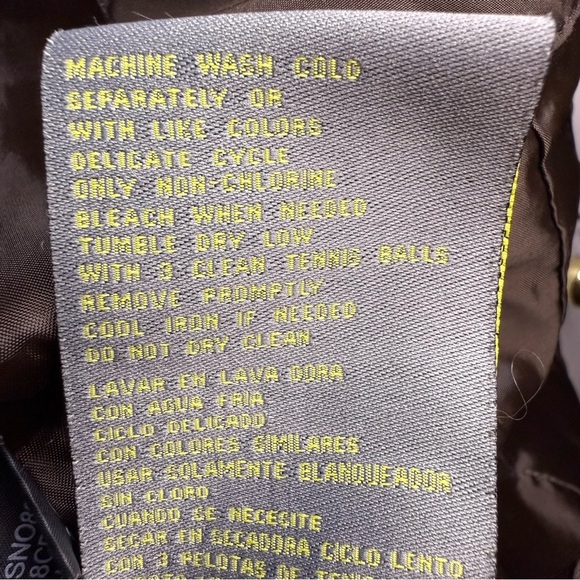 MACHINE WASH COLD
SEPARATELY OR
WITH LIKE COLORS
DELICATE CYCLE
ONLY NON-CHLORINE
BLEACH WHEN NEEDED
TUMBLE DRY LOW
WITH 3 CLEAN TENNIS BALLS
REMOVE PROMPTLY
COOL IRON IF NEEDED
DO NOT DRY CLEAN
LAVAR EN LAVA DORA
CON AGUA FRIA
CICLO DELICADO
CON COLORES SIMILARES
USAR SOLAMENTE BLANQUEADOR
SIN CLORO
CUANDO SE NECESITE
SECAR EN SECADORA CICLO LENTO
CON 3 PELOTAS DE TENIS